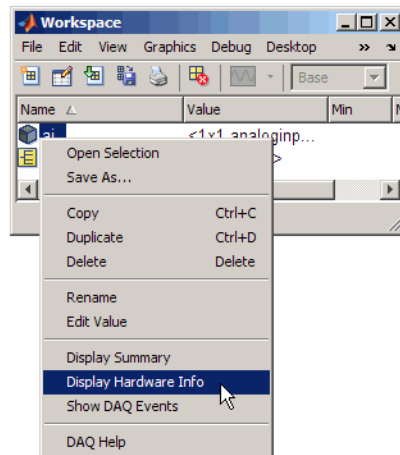 Workspace
File Edit View Graphics Debug Desktop
Base
Name Value Min
ai <1x1 analoginp...
>
Open Selection
Save As...
Copy Ctrl+C
Duplicate Ctrl+D
Delete Delete
Rename
Edit Value
Display Summary
Display Hardware Info
Show DAQ Events
DAQ Help